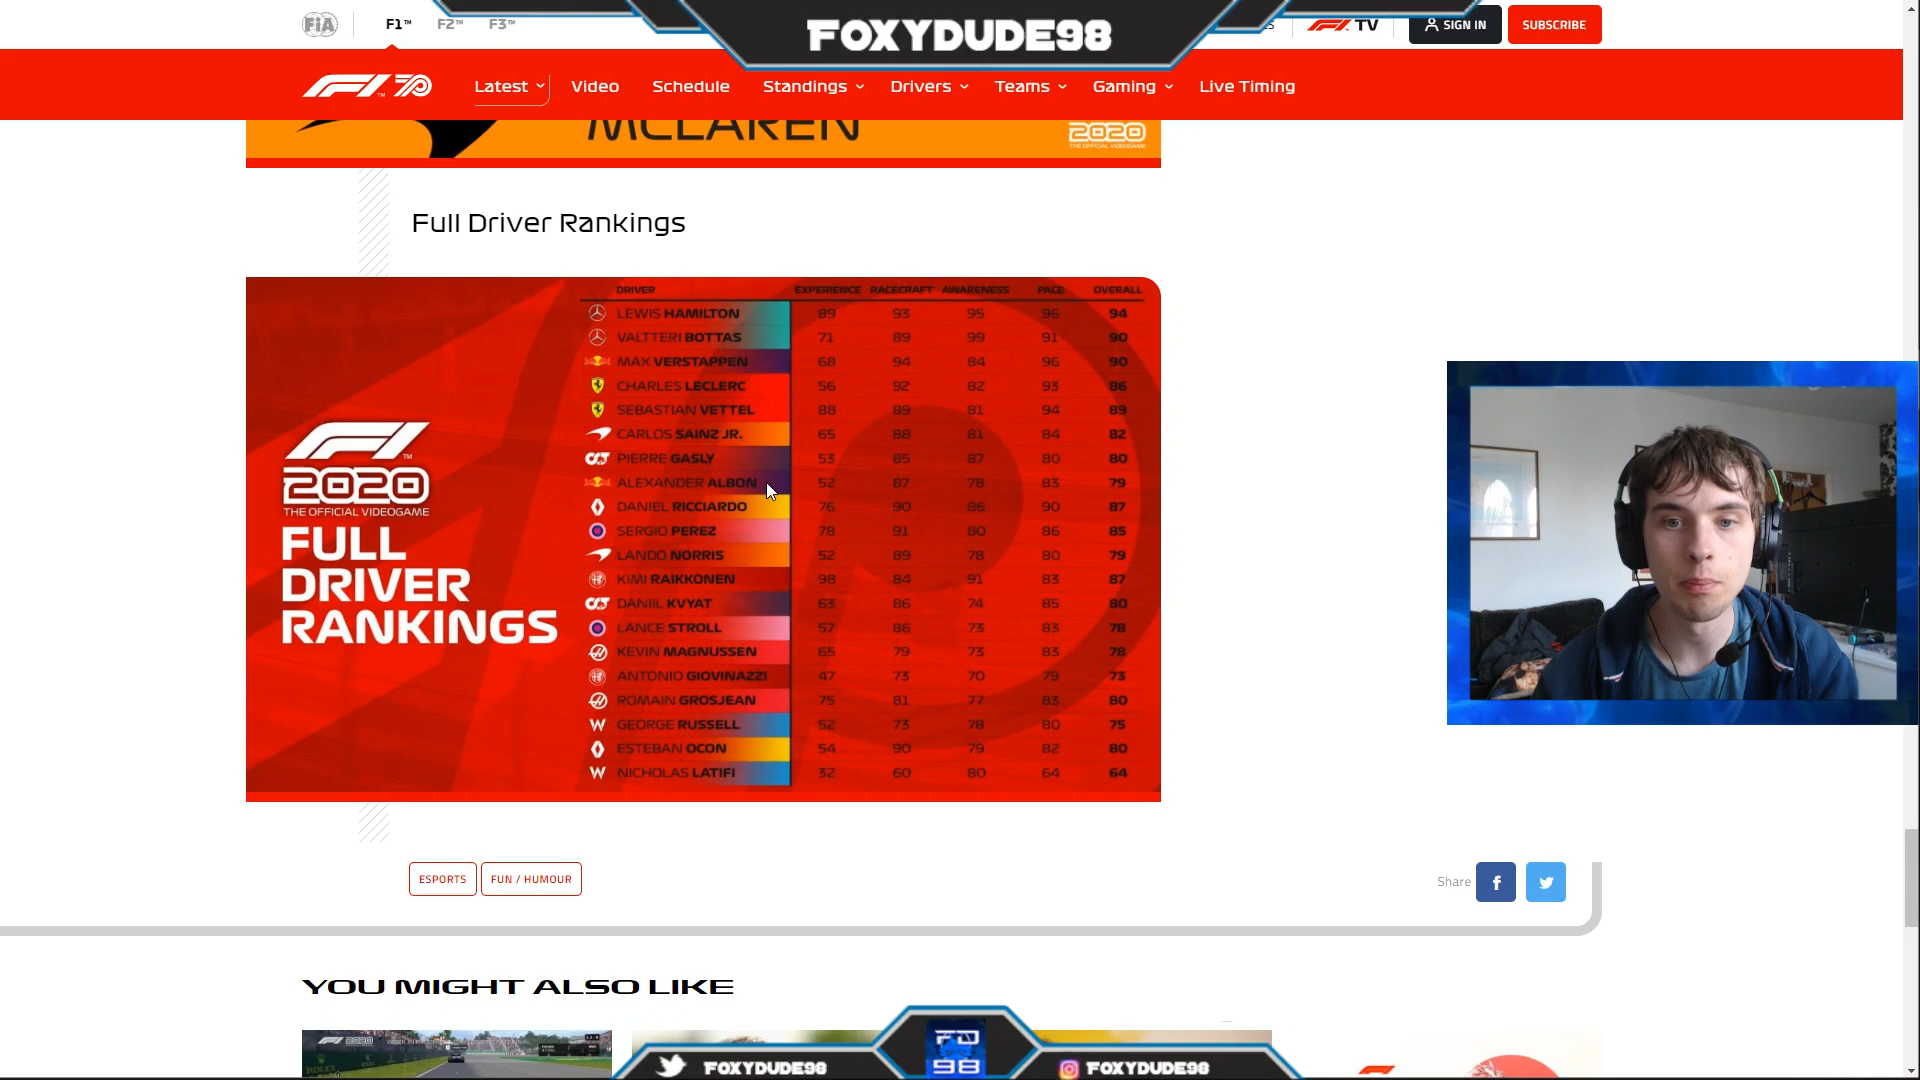 FIA F1™ F2™ F3™ FOXYDUDE98 F1 TV SIGN IN SUBSCRIBE
F1 70 Latest Video Schedule Standings Drivers Teams Gaming Live Timing
MCLAREN 2020
THE OFFICIAL VIDEOGAME
Full Driver Rankings
F1™
2020
THE OFFICIAL VIDEOGAME
FULL
DRIVER
RANKINGS
DRIVER EXPERIENCE RACECRAFT AWARENESS PACE OVERALL
LEWIS HAMILTON 89 93 95 96 94
VALTTERI BOTTAS 71 89 99 91 90
MAX VERSTAPPEN 68 94 84 96 90
CHARLES LECLERC 56 92 82 93 86
SEBASTIAN VETTEL 88 89 81 94 89
CARLOS SAINZ JR. 65 88 81 84 82
PIERRE GASLY 53 85 87 80 80
ALEXANDER ALBON 52 87 78 83 79
DANIEL RICCIARDO 76 90 86 90 87
SERGIO PEREZ 78 91 80 86 85
LANDO NORRIS 52 89 78 80 79
KIMI RAIKKONEN 98 84 91 83 87
DANIIL KVYAT 63 86 74 85 80
LANCE STROLL 57 86 73 83 78
KEVIN MAGNUSSEN 65 79 73 83 78
ANTONIO GIOVINAZZI 47 73 70 79 73
ROMAIN GROSJEAN 75 81 77 83 80
GEORGE RUSSELL 52 73 78 80 75
ESTEBAN OCON 54 90 79 82 80
NICHOLAS LATIFI 32 60 80 64 64
ESPORTS FUN / HUMOUR Share
YOU MIGHT ALSO LIKE
F1 2020
ROLEX
FOXYDUDE98 FD 98 FOXYDUDE98